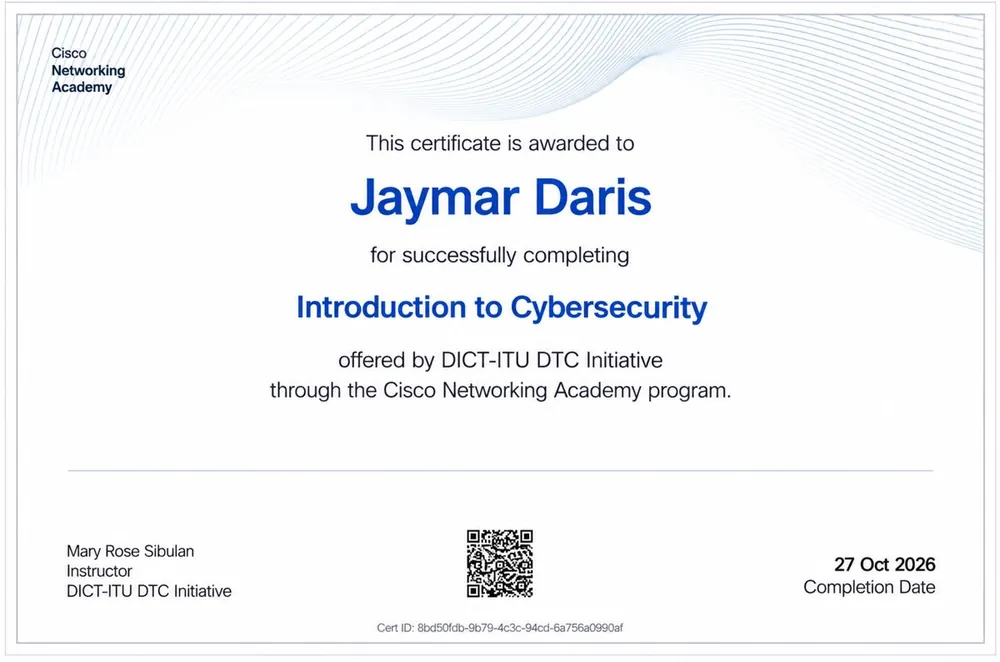 Cisco
Networking
Academy
This certificate is awarded to
Jaymar Daris
for successfully completing
Introduction to Cybersecurity
offered by DICT-ITU DTC Initiative
through the Cisco Networking Academy program.
Mary Rose Sibulan
Instructor
DICT-ITU DTC Initiative
27 Oct 2026
Completion Date
Cert ID: 8bd50fdb-9b79-4c3c-94cd-6a756a0990af